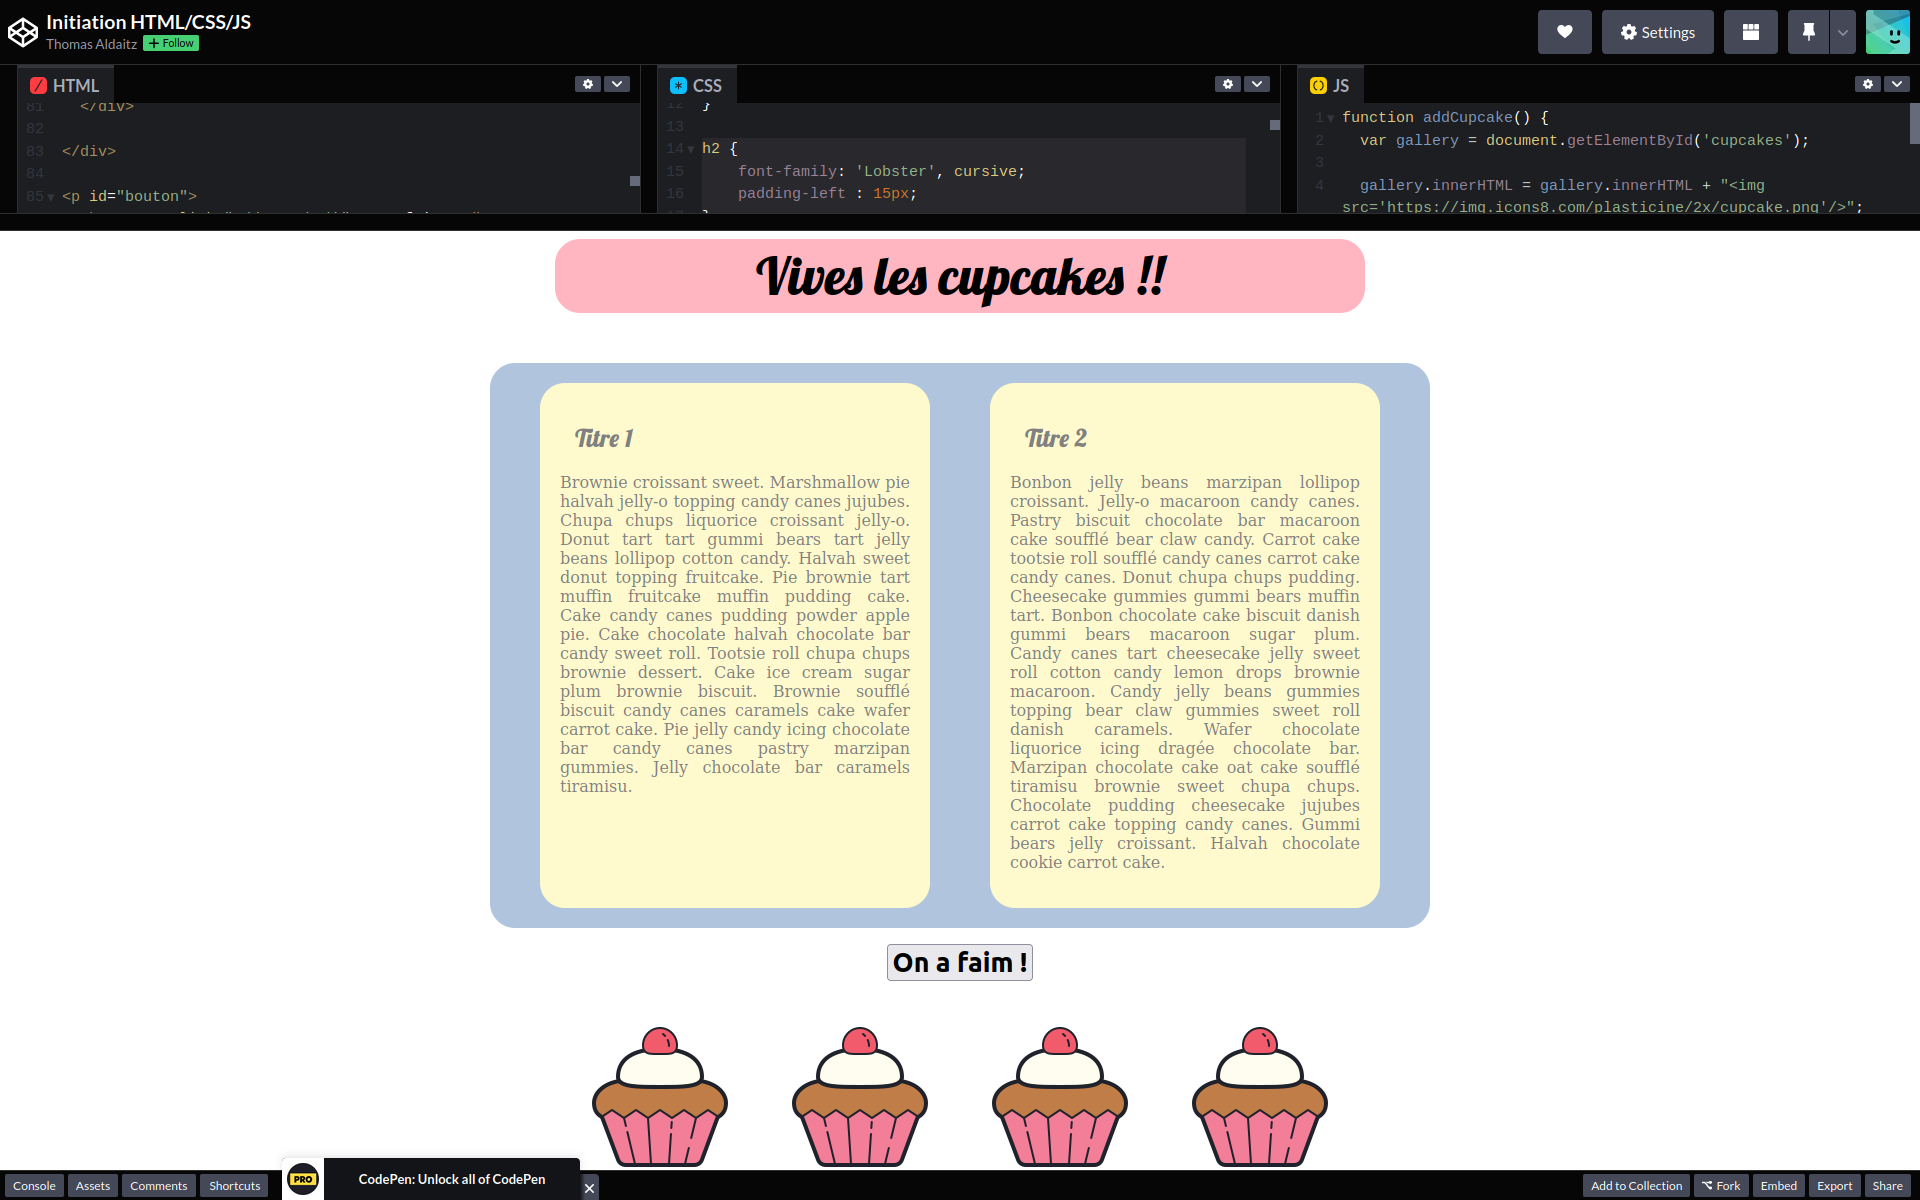 Initiation HTML/CSS/JS
Thomas Aldaitz
+ Follow
Settings
HTML
81 </div>
82
83 </div>
84
85 <p id="bouton">
CSS
12 }
13
14 h2 {
15 font-family: 'Lobster', cursive;
16 padding-left : 15px;
JS
1 function addCupcake() {
2 var gallery = document.getElementById('cupcakes');
3
4 gallery.innerHTML = gallery.innerHTML + "<img
src='https://img.icons8.com/plasticine/2x/cupcake.png'/>";
Vives les cupcakes !!
Titre 1
Brownie croissant sweet. Marshmallow pie
halvah jelly-o topping candy canes jujubes.
Chupa chups liquorice croissant jelly-o.
Donut tart tart gummi bears tart jelly
beans lollipop cotton candy. Halvah sweet
donut topping fruitcake. Pie brownie tart
muffin fruitcake muffin pudding cake.
Cake candy canes pudding powder apple
pie. Cake chocolate halvah chocolate bar
candy sweet roll. Tootsie roll chupa chups
brownie dessert. Cake ice cream sugar
plum brownie biscuit. Brownie soufflé
biscuit candy canes caramels cake wafer
carrot cake. Pie jelly candy icing chocolate
bar candy canes pastry marzipan
gummies. Jelly chocolate bar caramels
tiramisu.
Titre 2
Bonbon jelly beans marzipan lollipop
croissant. Jelly-o macaroon candy canes.
Pastry biscuit chocolate bar macaroon
cake soufflé bear claw candy. Carrot cake
tootsie roll soufflé candy canes carrot cake
candy canes. Donut chupa chups pudding.
Cheesecake gummies gummi bears muffin
tart. Bonbon chocolate cake biscuit danish
gummi bears macaroon sugar plum.
Candy canes tart cheesecake jelly sweet
roll cotton candy lemon drops brownie
macaroon. Candy jelly beans gummies
topping bear claw gummies sweet roll
danish caramels. Wafer chocolate
liquorice icing dragée chocolate bar.
Marzipan chocolate cake oat cake soufflé
tiramisu brownie sweet chupa chups.
Chocolate pudding cheesecake jujubes
carrot cake topping candy canes. Gummi
bears jelly croissant. Halvah chocolate
cookie carrot cake.
On a faim !
Console
Assets
Comments
Shortcuts
PRO
CodePen: Unlock all of CodePen
Add to Collection
Fork
Embed
Export
Share